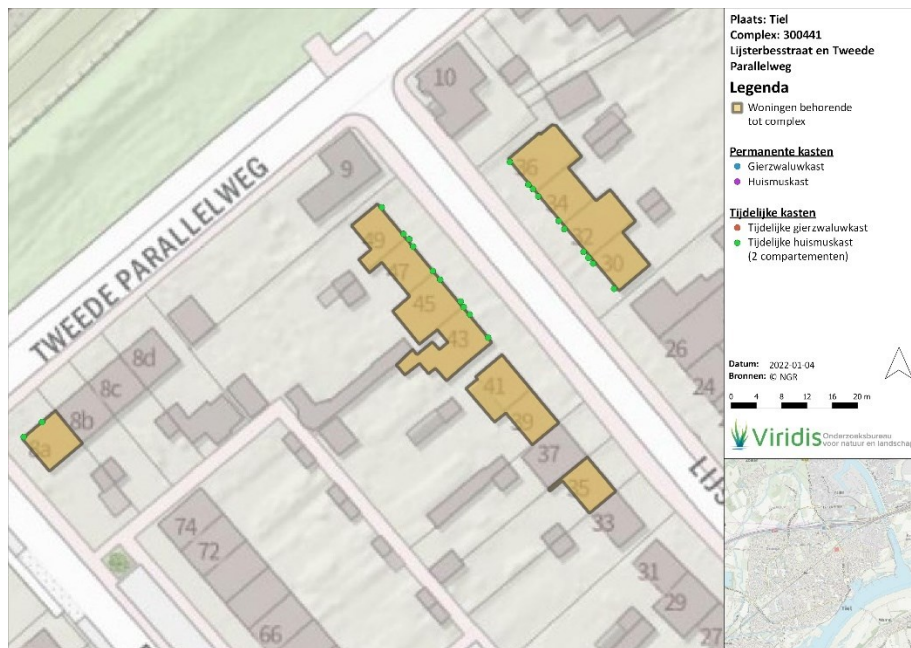 Plaats: Tiel
Complex: 300441
Lijsterbesstraat en Tweede
Parallelweg
Legenda
Woningen behorende
tot complex
Permanente kasten
Gierzwaluwkast
Huismuskast
Tijdelijke kasten
Tijdelijke gierzwaluwkast
Tijdelijke huismuskast
(2 compartementen)
Datum: 2022-01-04
Bronnen: © NGR
0 4 8 12 16 20 m
Viridis Onderzoeksbureau
voor natuur en landschap
TWEEDE PARALLELWEG
LIJS
10
9
36
34
32
30
49
47
45
43
41
39
37
35
33
31
29
27
26
24
8d
8c
8b
8a
74
72
66
Tiel